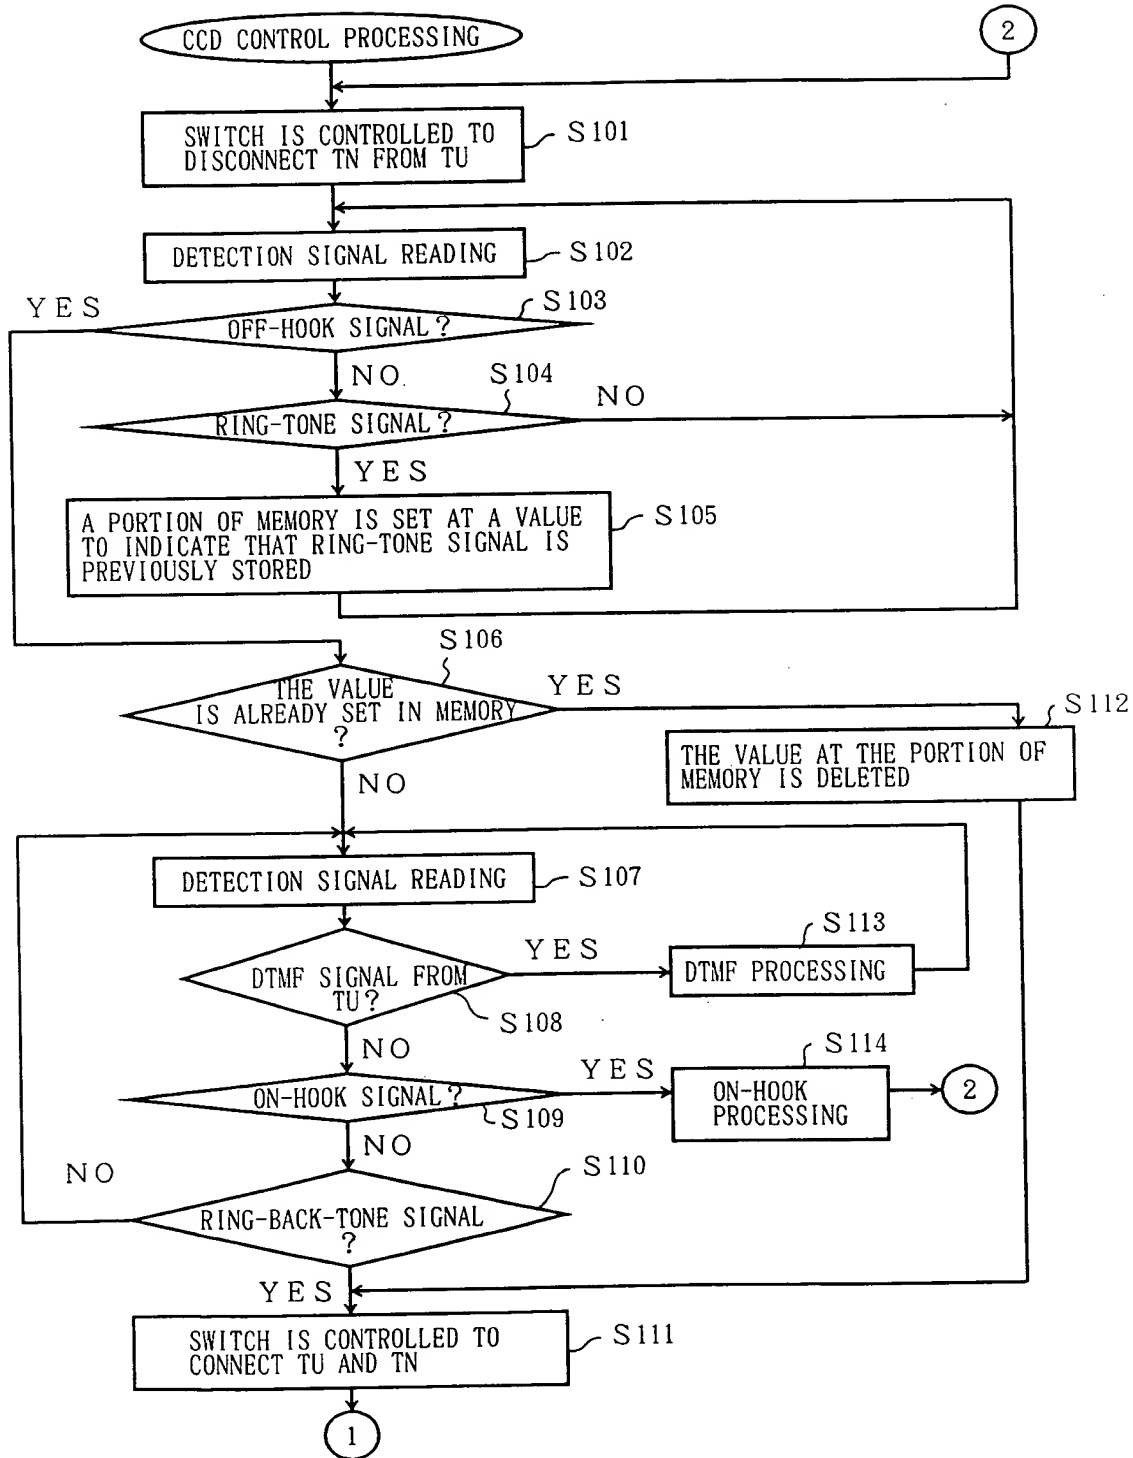 CCD CONTROL PROCESSING
2
SWITCH IS CONTROLLED TO
DISCONNECT TN FROM TU
S101
DETECTION SIGNAL READING
S102
YES
S103
OFF-HOOK SIGNAL?
NO
S104
NO
RING-TONE SIGNAL?
YES
A PORTION OF MEMORY IS SET AT A VALUE
TO INDICATE THAT RING-TONE SIGNAL IS
PREVIOUSLY STORED
S105
S106
THE VALUE
IS ALREADY SET IN MEMORY
?
YES
S112
THE VALUE AT THE PORTION OF
MEMORY IS DELETED
NO
DETECTION SIGNAL READING
S107
DTMF SIGNAL FROM
TU?
YES
S113
DTMF PROCESSING
S108
NO
S114
YES
ON-HOOK SIGNAL?
ON-HOOK
PROCESSING
2
S109
NO
NO
S110
RING-BACK-TONE SIGNAL
?
YES
SWITCH IS CONTROLLED TO
CONNECT TU AND TN
S111
1